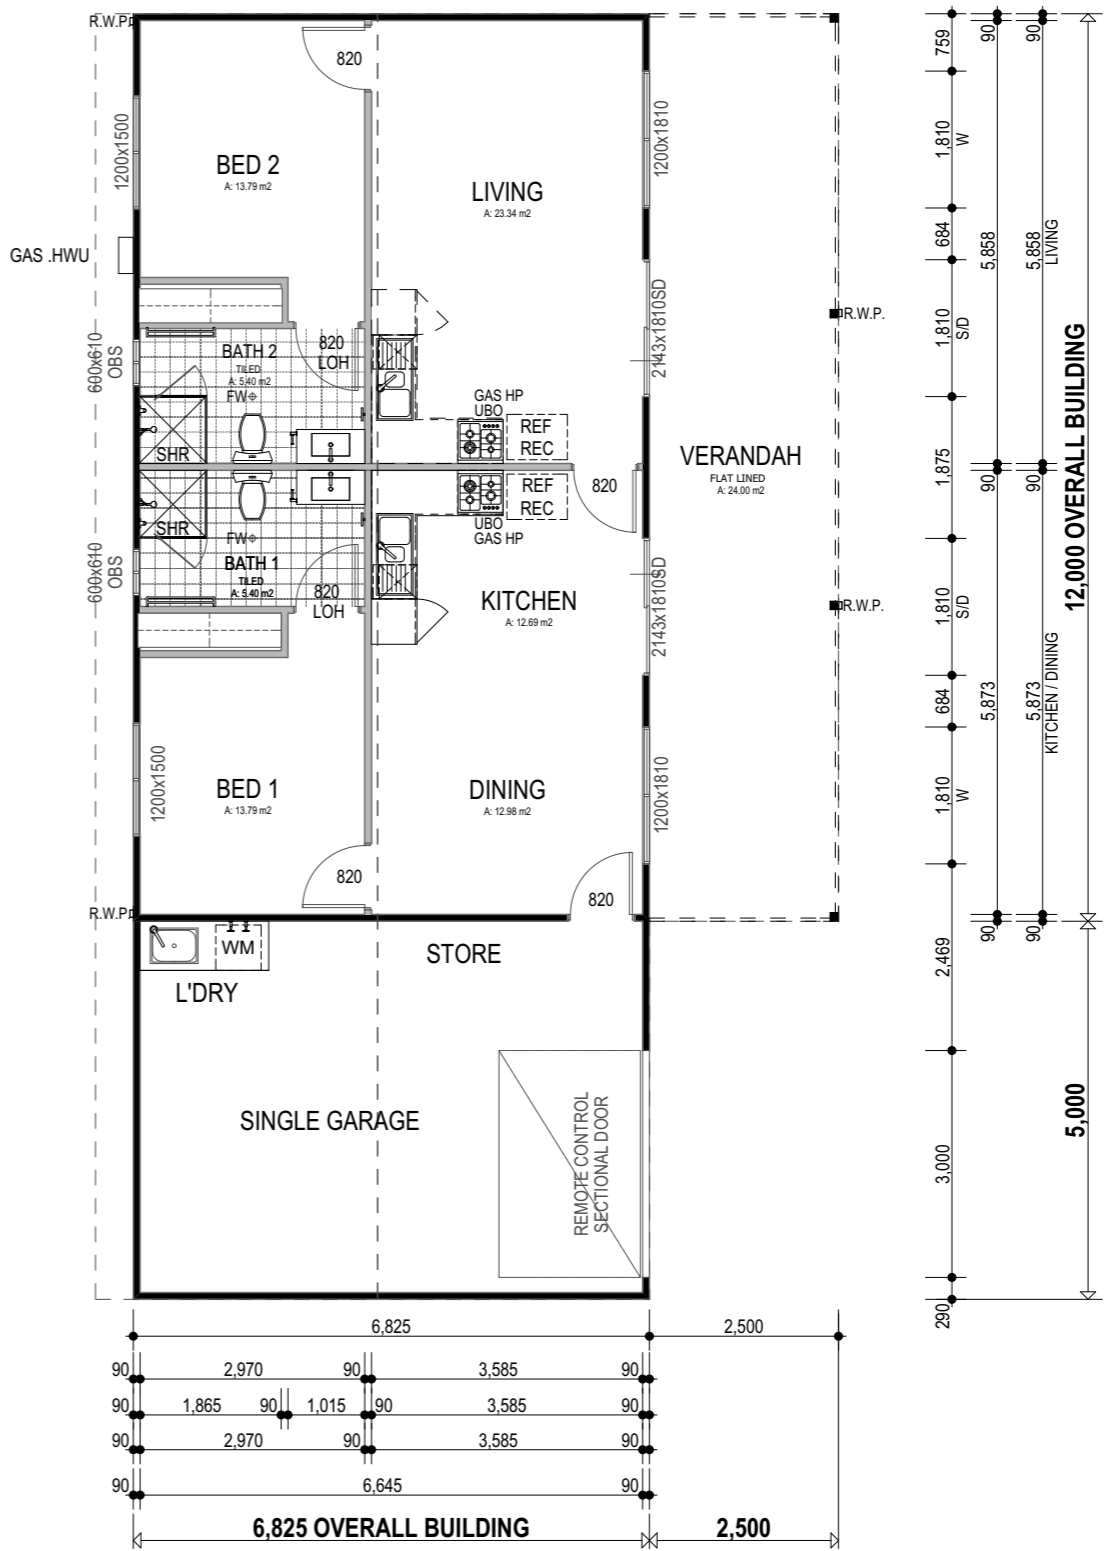 R.W.P.
820
1200x1500
BED 2
A: 13.79 m2
LIVING
A: 23.34 m2
1200x1810
GAS .HWU
2143x1810SD
R.W.P.
600x610
OBS
BATH 2
TILED
A: 5.40 m2
FW
820
LOH
SHR
GAS HP
UBO
REF
REC
VERANDAH
FLAT LINED
A: 24.00 m2
SHR
FW
REF
REC
UBO
GAS HP
820
600x610
OBS
BATH 1
TILED
A: 5.40 m2
820
LOH
KITCHEN
A: 12.69 m2
2143x1810SD
R.W.P.
1200x1500
BED 1
A: 13.79 m2
DINING
A: 12.98 m2
1200x1810
820
820
R.W.P.
WM
L'DRY
STORE
SINGLE GARAGE
REMOTE CONTROL
SECTIONAL DOOR
759
1,810
W
684
1,810
S/D
1,875
1,810
S/D
684
1,810
W
2,469
3,000
290
90
5,858
90
5,873
90
90
5,858
LIVING
90
5,873
KITCHEN / DINING
90
12,000 OVERALL BUILDING
5,000
6,825
2,500
90
2,970
90
3,585
90
90
1,865
90
1,015
90
3,585
90
90
2,970
90
3,585
90
90
6,645
90
6,825 OVERALL BUILDING
2,500